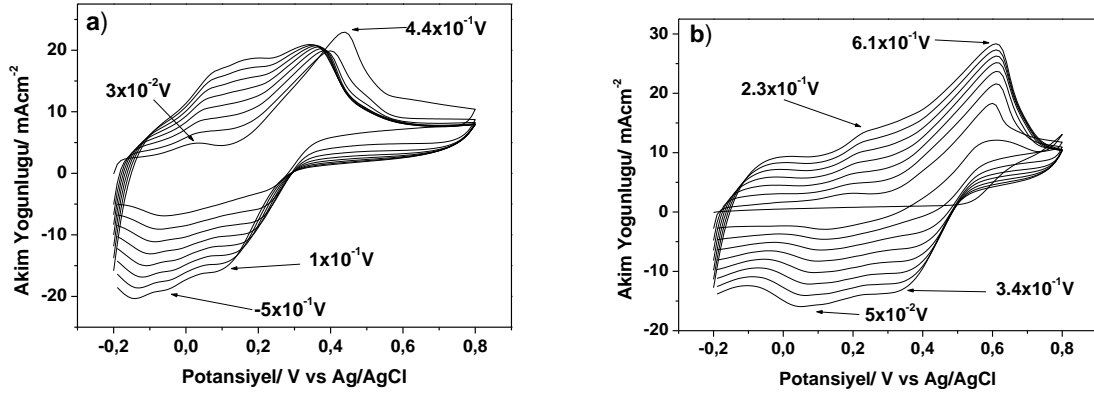 a)
4.4x10⁻¹V
3x10⁻²V
1x10⁻¹V
-5x10⁻¹V
20
10
0
-10
-20
-0,2 0,0 0,2 0,4 0,6 0,8
Akim Yogunlugu/ mAcm⁻²
Potansiyel/ V vs Ag/AgCl
b)
6.1x10⁻¹V
2.3x10⁻¹V
3.4x10⁻¹V
5x10⁻²V
30
20
10
0
-10
-20
-0,2 0,0 0,2 0,4 0,6 0,8
Akim Yogunlugu/ mAcm⁻²
Potansiyel/ V vs Ag/AgCl